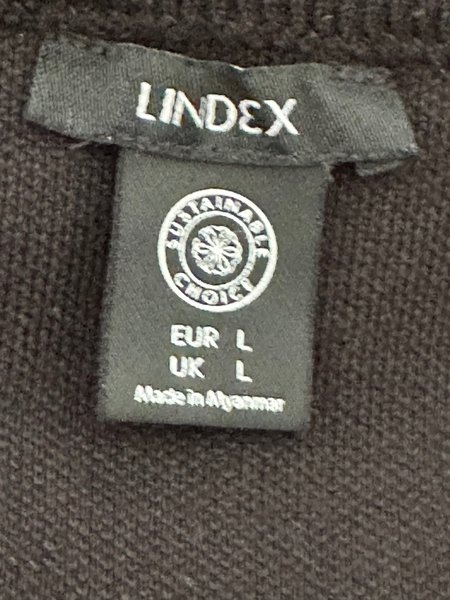 LINDEX
SUSTAINABLE
CHOICE
EUR L
UK L
Made in Myanmar